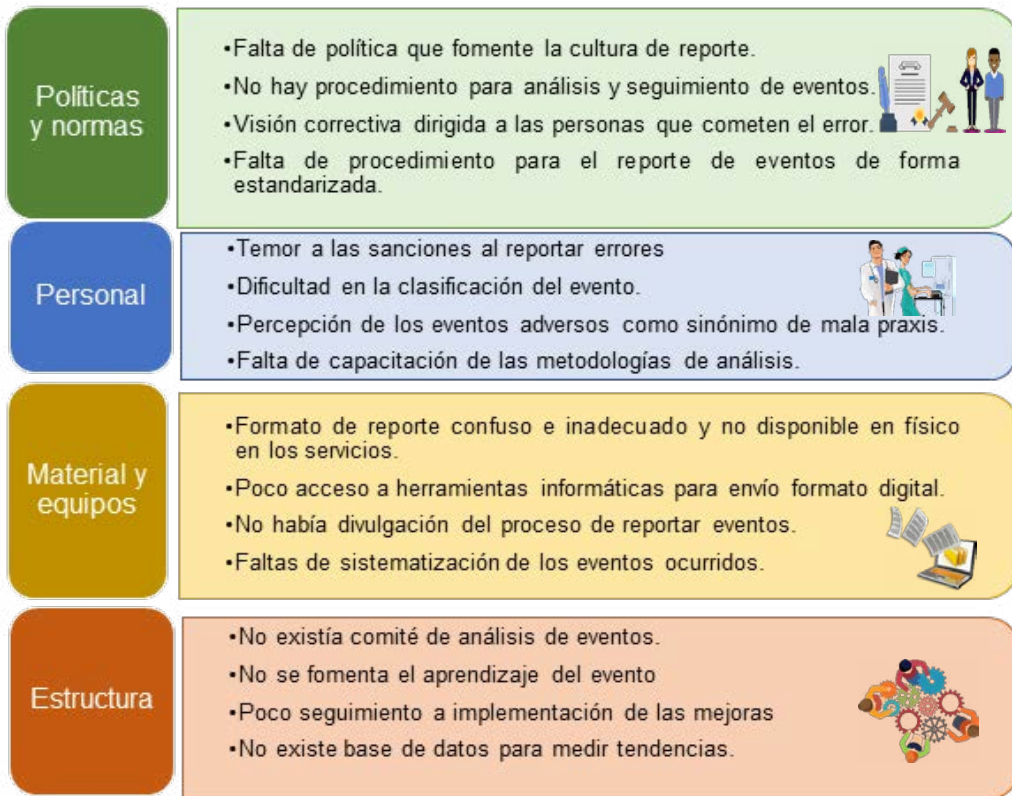 Políticas
y normas
•Falta de política que fomente la cultura de reporte.
•No hay procedimiento para análisis y seguimiento de eventos.
•Visión correctiva dirigida a las personas que cometen el error.
•Falta de procedimiento para el reporte de eventos de forma
estandarizada.
Personal
•Temor a las sanciones al reportar errores
•Dificultad en la clasificación del evento.
•Percepción de los eventos adversos como sinónimo de mala praxis.
•Falta de capacitación de las metodologías de análisis.
Material y
equipos
•Formato de reporte confuso e inadecuado y no disponible en físico
en los servicios.
•Poco acceso a herramientas informáticas para envío formato digital.
•No había divulgación del proceso de reportar eventos.
•Faltas de sistematización de los eventos ocurridos.
Estructura
•No existía comité de análisis de eventos.
•No se fomenta el aprendizaje del evento
•Poco seguimiento a implementación de las mejoras
•No existe base de datos para medir tendencias.